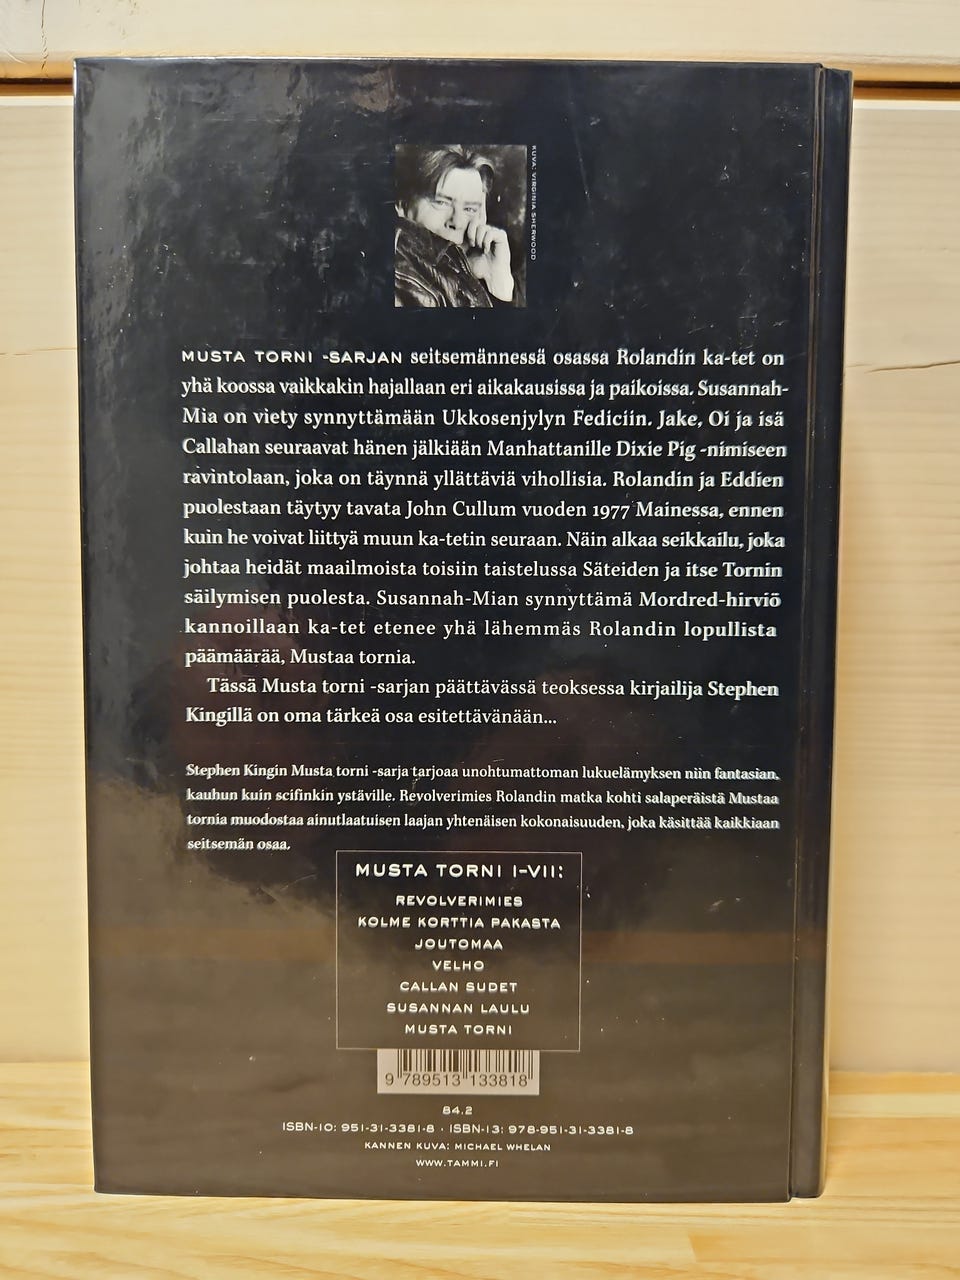 KUVA: VIRGINIA SHERWOOD
MUSTA TORNI -SARJAN seitsemännessä osassa Rolandin ka-tet on
yhä koossa vaikkakin hajallaan eri aikakausissa ja paikoissa. Susannah-
Mia on viety synnyttämään Ukkosenjylyn Fediciin. Jake, Oi ja isä
Callahan seuraavat hänen jälkiään Manhattanille Dixie Pig -nimiseen
ravintolaan, joka on täynnä yllättäviä vihollisia. Rolandin ja Eddien
puolestaan täytyy tavata John Cullum vuoden 1977 Mainessa, ennen
kuin he voivat liittyä muun ka-tetin seuraan. Näin alkaa seikkailu, joka
johtaa heidät maailmoista toisiin taistelussa Säteiden ja itse Tornin
säilymisen puolesta. Susannah-Mian synnyttämä Mordred-hirviö
kannoillaan ka-tet etenee yhä lähemmäs Rolandin lopullista
päämäärää, Mustaa tornia.
Tässä Musta torni -sarjan päättävässä teoksessa kirjailija Stephen
Kingillä on oma tärkeä osa esitettävänään...
Stephen Kingin Musta torni -sarja tarjoaa unohtumattoman lukuelämyksen niin fantasian,
kauhun kuin scifinkin ystäville. Revolverimies Rolandin matka kohti salaperäistä Mustaa
tornia muodostaa ainutlaatuisen laajan yhtenäisen kokonaisuuden, joka käsittää kaikkiaan
seitsemän osaa.
MUSTA TORNI I-VII:
REVOLVERIMIES
KOLME KORTTIA PAKASTA
JOUTOMAA
VELHO
CALLAN SUDET
SUSANNAN LAULU
MUSTA TORNI
9 789513 133818
84.2
ISBN-10: 951-31-3381-8 · ISBN-13: 978-951-31-3381-8
KANNEN KUVA: MICHAEL WHELAN
WWW.TAMMI.FI